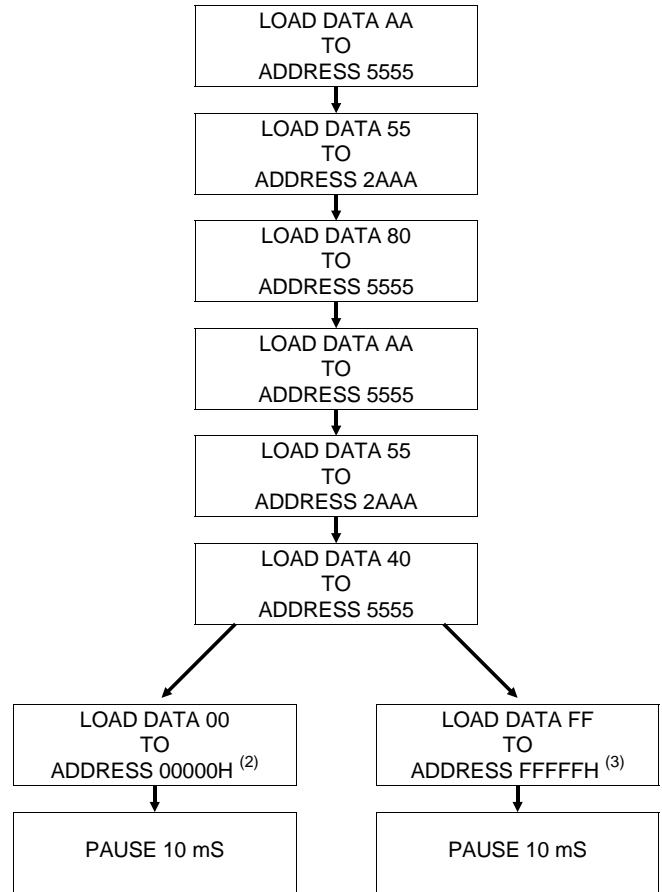 LOAD DATA AA
TO
ADDRESS 5555
LOAD DATA 55
TO
ADDRESS 2AAA
LOAD DATA 80
TO
ADDRESS 5555
LOAD DATA AA
TO
ADDRESS 5555
LOAD DATA 55
TO
ADDRESS 2AAA
LOAD DATA 40
TO
ADDRESS 5555
LOAD DATA 00
TO
ADDRESS 00000H (2)
PAUSE 10 mS
LOAD DATA FF
TO
ADDRESS FFFFFH (3)
PAUSE 10 mS